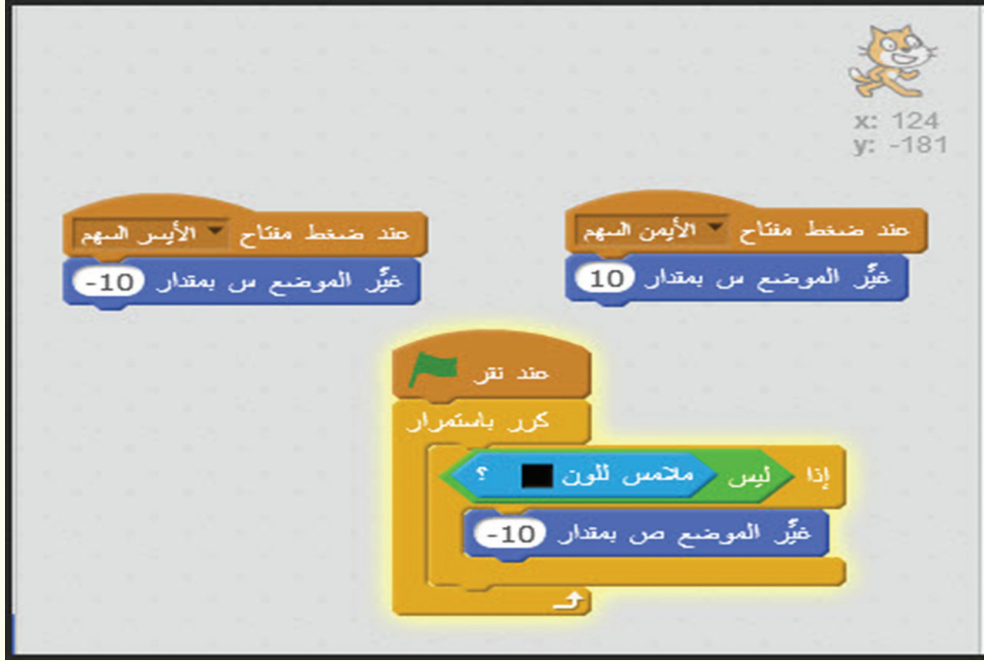 x: 124
y: -181
عند ضغط مفتاح الأيمن السهم
غيِّر الموضع س بمقدار 10
عند ضغط مفتاح الأيسر السهم
غيِّر الموضع س بمقدار -10
عند نقر
كرر باستمرار
إذا ليس ملامس للون ؟
غيِّر الموضع ص بمقدار -10